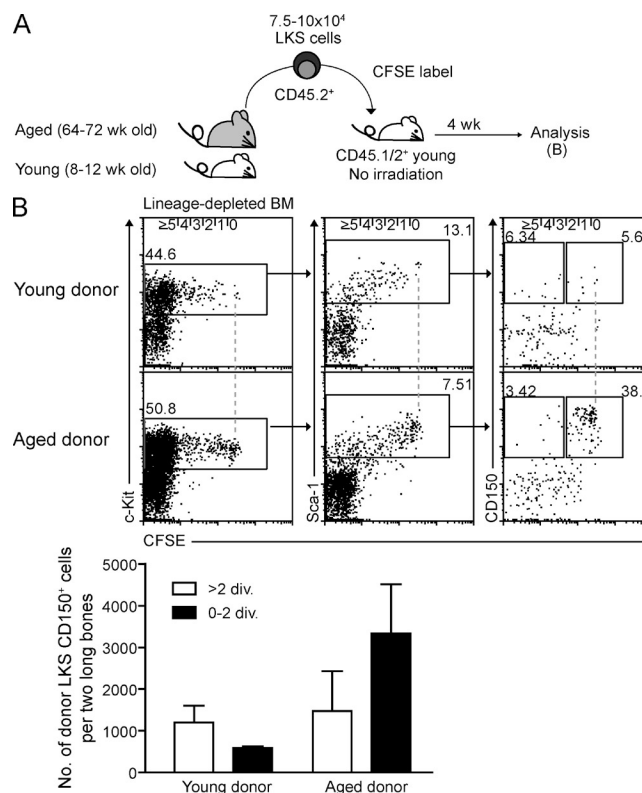 A
7.5-10x10⁴
LKS cells
CFSE label
CD45.2⁺
Aged (64-72 wk old)
Young (8-12 wk old)
CD45.1/2⁺ young
No irradiation
4 wk
Analysis
(B)
B
Lineage-depleted BM
≥5 4 3 2 1 0
≥5 4 3 2 1 0
≥5 4 3 2 1 0
Young donor
44.6
13.1
6.34
5.6
Aged donor
50.8
7.51
3.42
38.
c-Kit
Sca-1
CD150
CFSE
No. of donor LKS CD150⁺ cells
per two long bones
5000
4000
3000
2000
1000
0
>2 div.
0-2 div.
Young donor
Aged donor